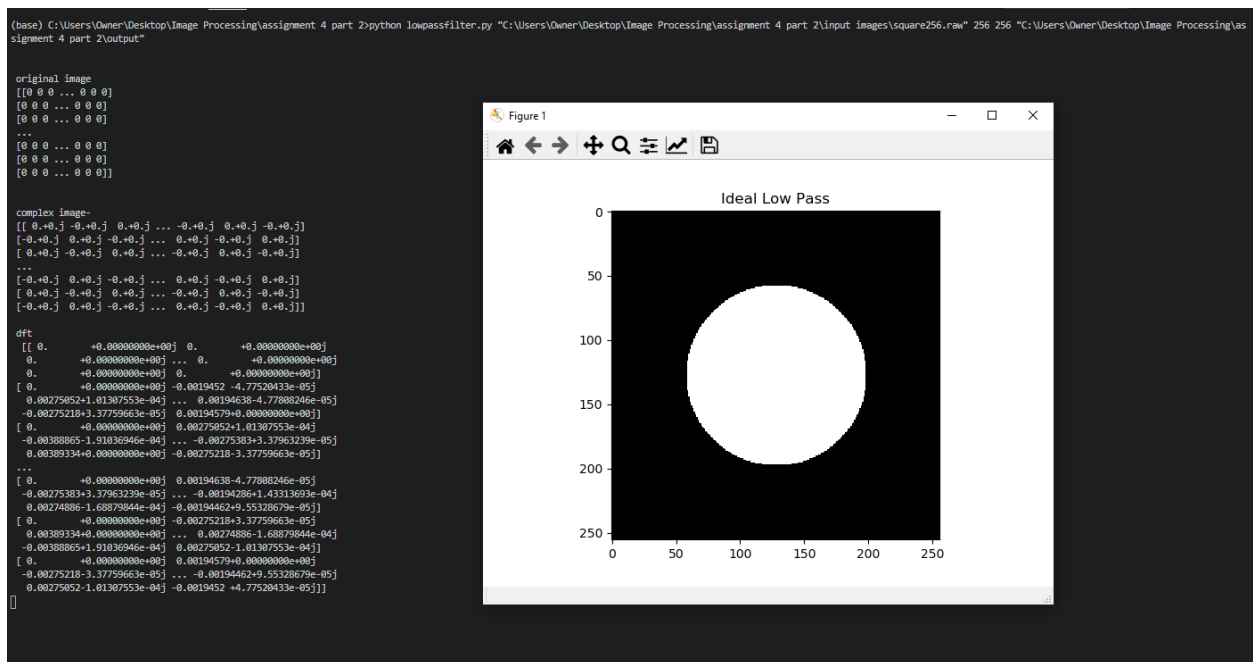 (base) C:\Users\Owner\Desktop\Image Processing\assignment 4 part 2>python lowpassfilter.py "C:\Users\Owner\Desktop\Image Processing\assignment 4 part 2\input images\square256.raw" 256 256 "C:\Users\Owner\Desktop\Image Processing\as
signment 4 part 2\output"
original image
[[0 0 0 ... 0 0 0]
[0 0 0 ... 0 0 0]
[0 0 0 ... 0 0 0]
...
[0 0 0 ... 0 0 0]
[0 0 0 ... 0 0 0]
[0 0 0 ... 0 0 0]]
complex image-
[[ 0.+0.j -0.+0.j  0.+0.j ... -0.+0.j  0.+0.j -0.+0.j]
[-0.+0.j  0.+0.j -0.+0.j ...  0.+0.j -0.+0.j  0.+0.j]
[ 0.+0.j -0.+0.j  0.+0.j ... -0.+0.j  0.+0.j -0.+0.j]
...
[-0.+0.j  0.+0.j -0.+0.j ...  0.+0.j -0.+0.j  0.+0.j]
[ 0.+0.j -0.+0.j  0.+0.j ... -0.+0.j  0.+0.j -0.+0.j]
[-0.+0.j  0.+0.j -0.+0.j ...  0.+0.j -0.+0.j  0.+0.j]]
dft
[[ 0.        +0.00000000e+00j  0.        +0.00000000e+00j
0.        +0.00000000e+00j ...  0.        +0.00000000e+00j
0.        +0.00000000e+00j  0.        +0.00000000e+00j]
[ 0.        +0.00000000e+00j -0.0019452 -4.77520433e-05j
0.00275052+1.01307553e-04j ...  0.00194638-4.77808246e-05j
-0.00275218+3.37759663e-05j  0.00194579+0.00000000e+00j]
[ 0.        +0.00000000e+00j  0.00275052+1.01307553e-04j
-0.00388865-1.91036946e-04j ... -0.00275383+3.37963239e-05j
0.00389334+0.00000000e+00j -0.00275218-3.37759663e-05j]
...
[ 0.        +0.00000000e+00j  0.00194638-4.77808246e-05j
-0.00275383+3.37963239e-05j ... -0.00194286+1.43313693e-04j
0.00274886-1.68879844e-04j -0.00194462+9.55328679e-05j]
[ 0.        +0.00000000e+00j -0.00275218+3.37759663e-05j
0.00389334+0.00000000e+00j ...  0.00274886-1.68879844e-04j
-0.00388865+1.91036946e-04j  0.00275052-1.01307553e-04j]
[ 0.        +0.00000000e+00j  0.00194579+0.00000000e+00j
-0.00275218-3.37759663e-05j ... -0.00194462+9.55328679e-05j
0.00275052-1.01307553e-04j -0.0019452 +4.77520433e-05j]]
Figure 1
Ideal Low Pass
0
50
100
150
200
250
0 50 100 150 200 250